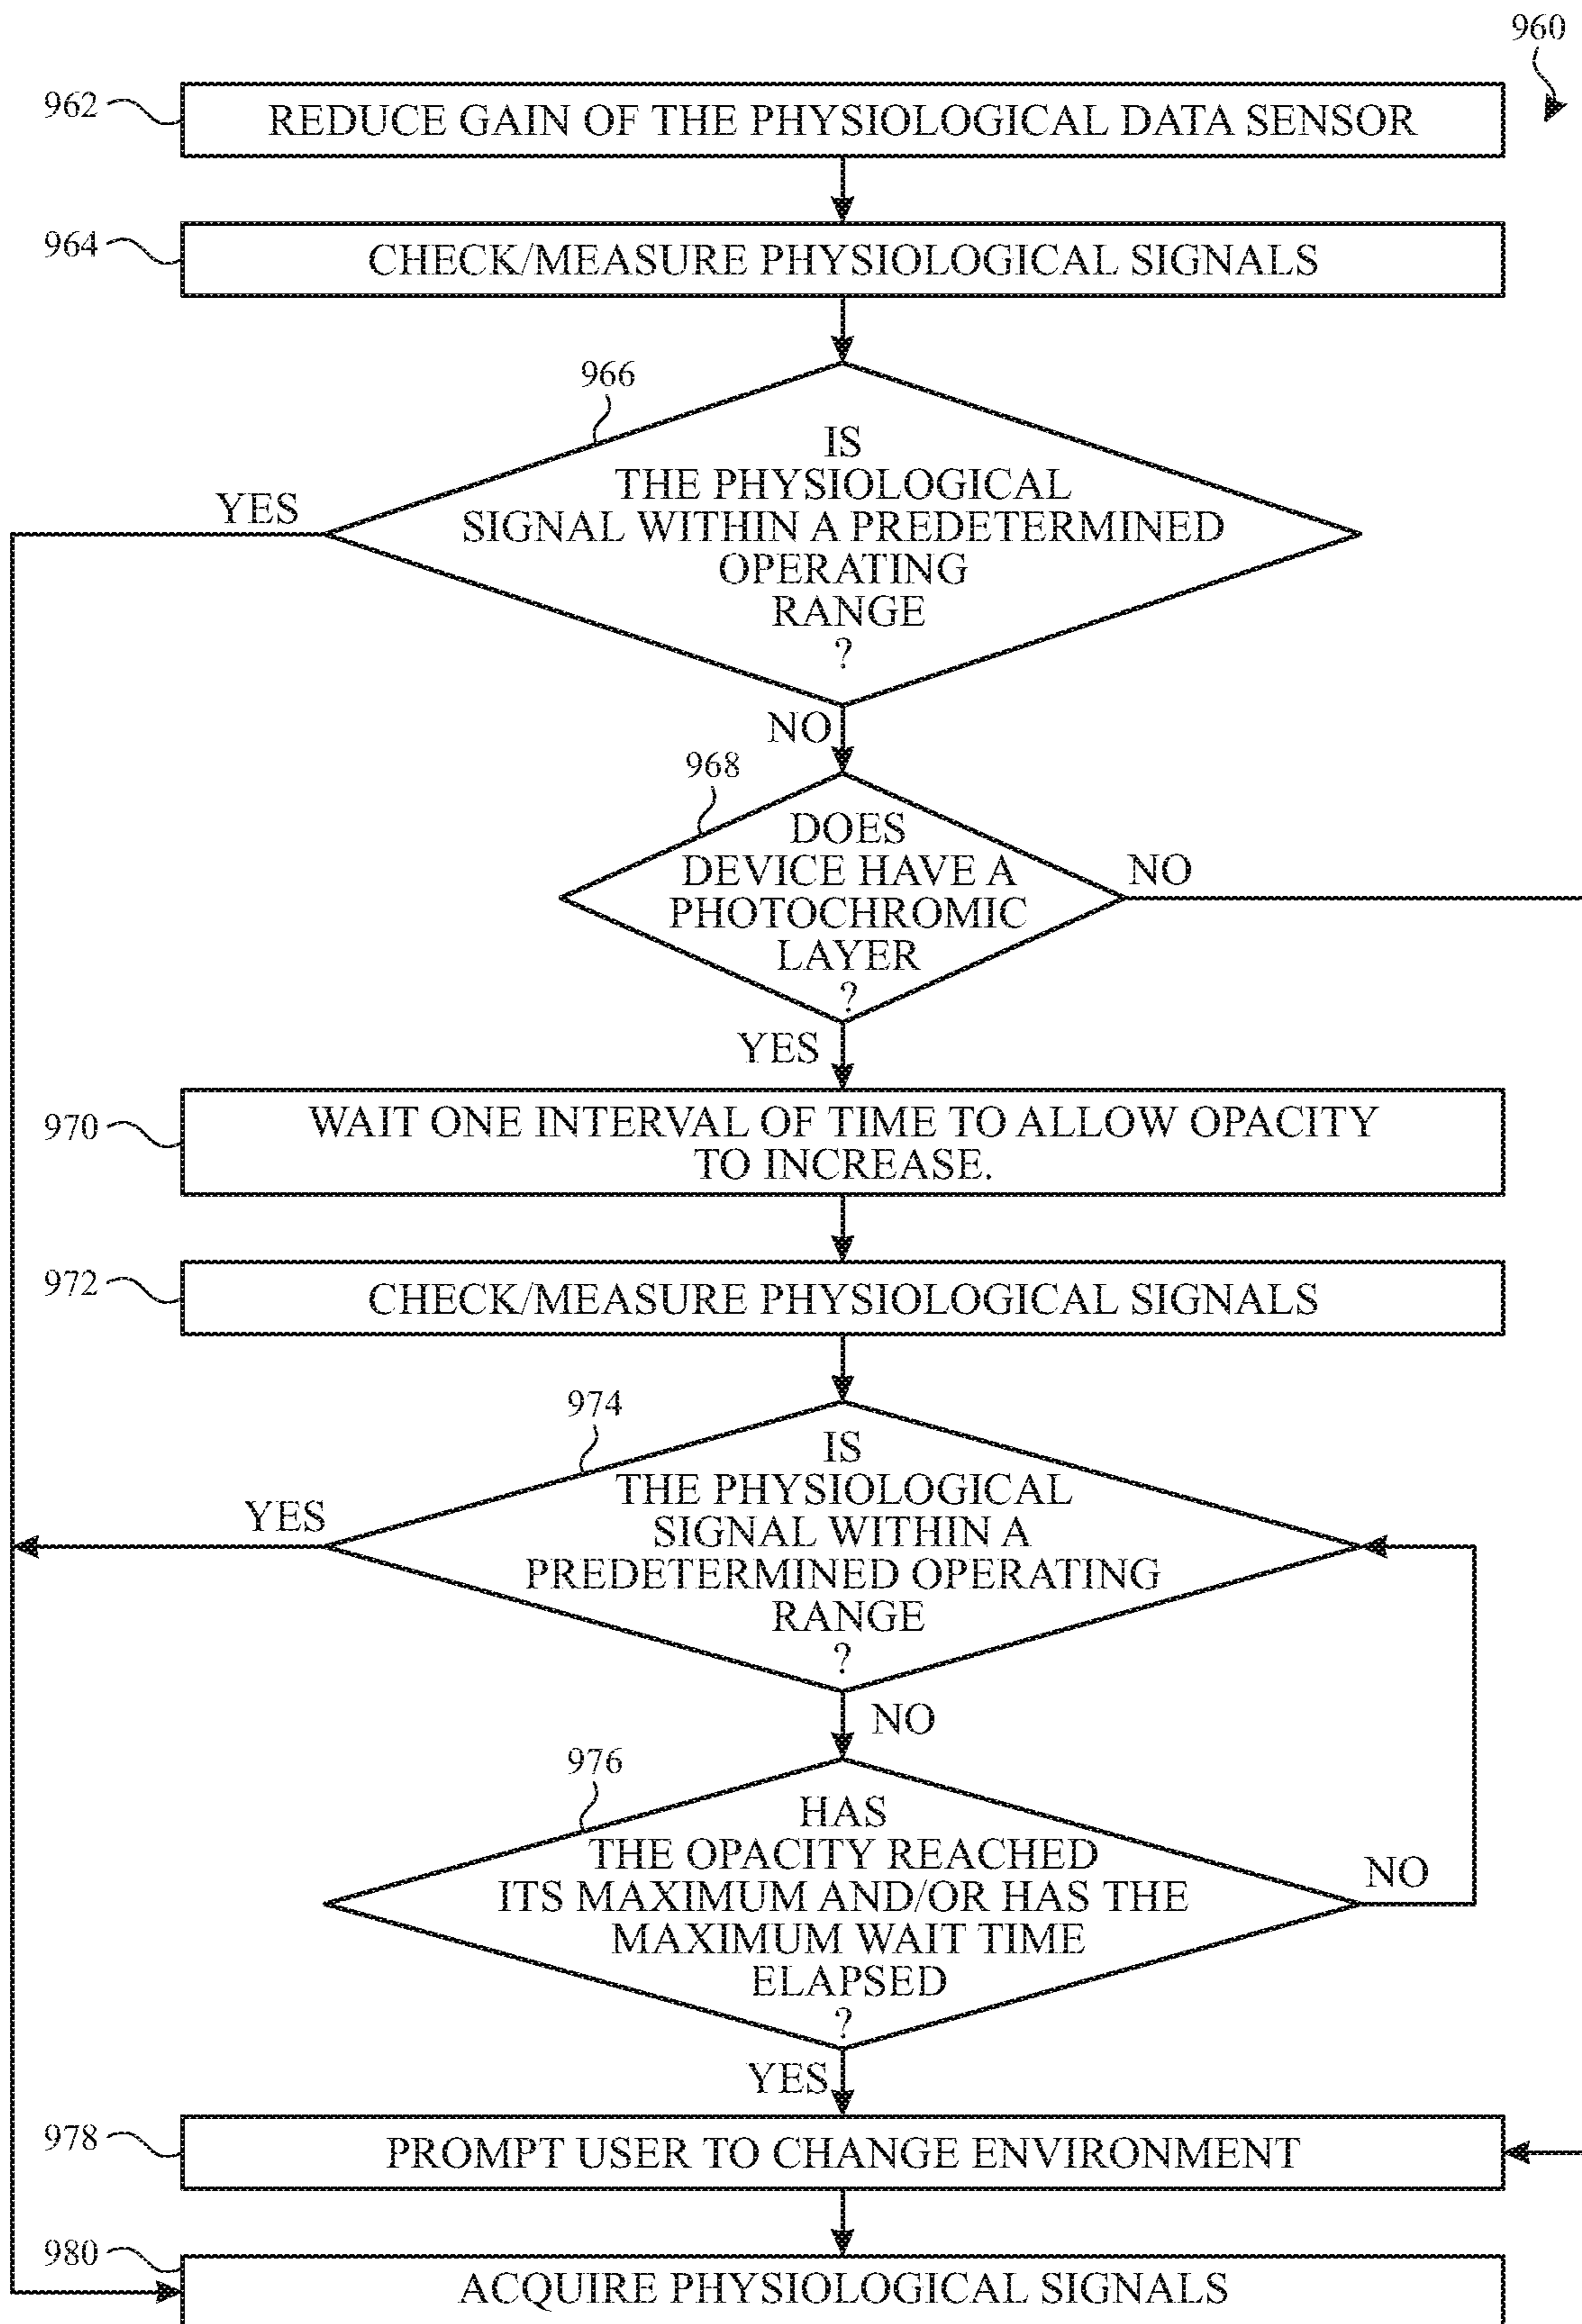 960
962
REDUCE GAIN OF THE PHYSIOLOGICAL DATA SENSOR
964
CHECK/MEASURE PHYSIOLOGICAL SIGNALS
966
IS
THE PHYSIOLOGICAL
SIGNAL WITHIN A PREDETERMINED
OPERATING
RANGE
?
YES
NO
968
DOES
DEVICE HAVE A
PHOTOCHROMIC
LAYER
?
NO
YES
970
WAIT ONE INTERVAL OF TIME TO ALLOW OPACITY
TO INCREASE.
972
CHECK/MEASURE PHYSIOLOGICAL SIGNALS
974
IS
THE PHYSIOLOGICAL
SIGNAL WITHIN A
PREDETERMINED OPERATING
RANGE
?
YES
NO
976
HAS
THE OPACITY REACHED
ITS MAXIMUM AND/OR HAS THE
MAXIMUM WAIT TIME
ELAPSED
?
NO
YES
978
PROMPT USER TO CHANGE ENVIRONMENT
980
ACQUIRE PHYSIOLOGICAL SIGNALS